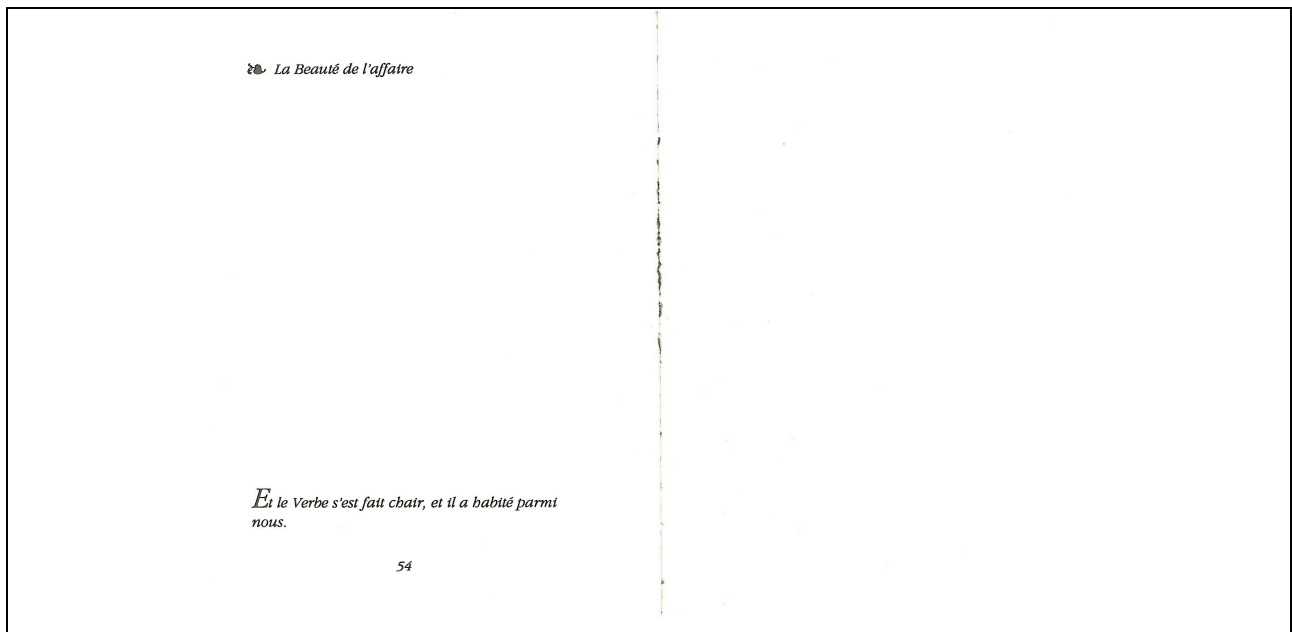 La Beauté de l'affaire
Et le Verbe s'est fait chair, et il a habité parmi
nous.
54